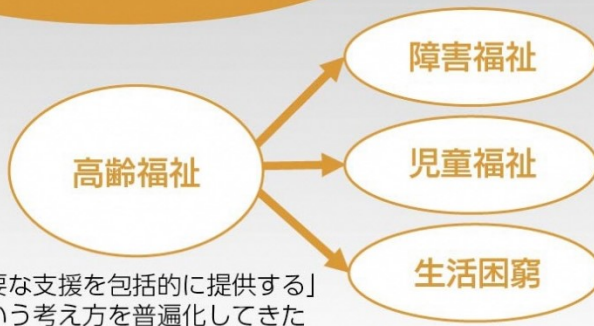 障害福祉
高齢福祉
児童福祉
生活困窮
要な支援を包括的に提供する」
いう考え方を普遍化してきた